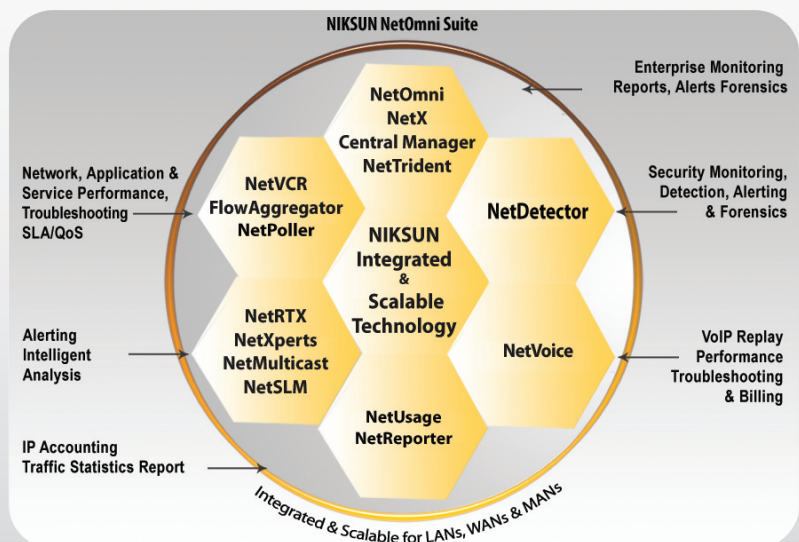 NIKSUN NetOmni Suite
Enterprise Monitoring
Reports, Alerts Forensics
NetOmni
NetX
Central Manager
NetTrident
Network, Application &
Service Performance,
Troubleshooting
SLA/QoS
NetVCR
FlowAggregator
NetPoller
NetDetector
Security Monitoring,
Detection, Alerting
& Forensics
NIKSUN
Integrated
&
Scalable
Technology
Alerting
Intelligent
Analysis
NetRTX
NetXperts
NetMulticast
NetSLM
NetVoice
VoIP Replay
Performance
Troubleshooting
& Billing
NetUsage
NetReporter
IP Accounting
Traffic Statistics Report
Integrated & Scalable for LANs, WANs & MANs